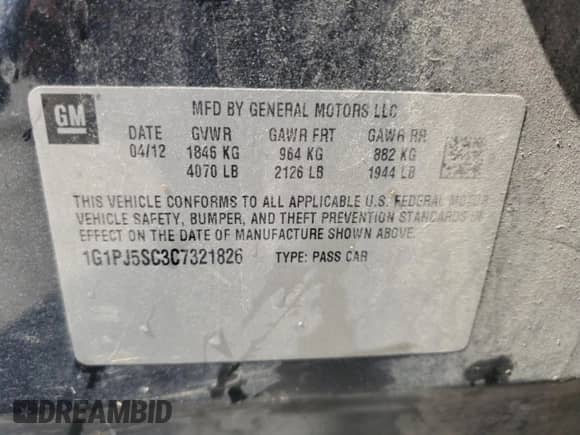 GM
MFD BY GENERAL MOTORS LLC
DATE GVWR GAWR FRT GAWR RR
04/12 1845 KG 964 KG 882 KG
4070 LB 2126 LB 1944 LB
THIS VEHICLE CONFORMS TO ALL APPLICABLE U.S. FEDERAL MOTOR
VEHICLE SAFETY, BUMPER, AND THEFT PREVENTION STANDARDS IN
EFFECT ON THE DATE OF MANUFACTURE SHOWN ABOVE.
1G1PJ5SC3C7321826 TYPE: PASS CAR
DREAMBID